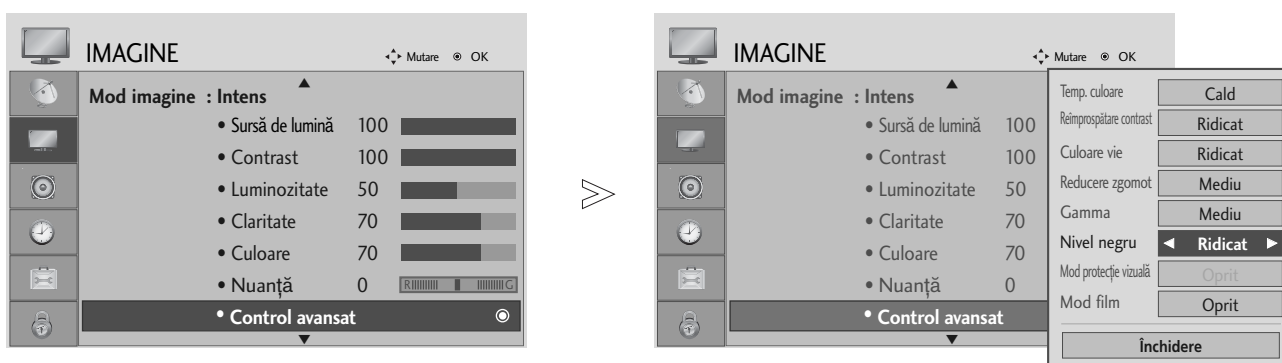 IMAGINE
Mutare OK
Mod imagine : Intens
• Sursă de lumină 100
• Contrast 100
• Luminozitate 50
• Claritate 70
• Culoare 70
• Nuanță 0 R G
• Control avansat
IMAGINE
Mutare OK
Mod imagine : Intens
• Sursă de lumină 100
• Contrast 100
• Luminozitate 50
• Claritate 70
• Culoare 70
• Nuanță 0
• Control avansat
Temp. culoare Cald
Reîmprospătare contrast Ridicat
Culoare vie Ridicat
Reducere zgomot Mediu
Gamma Mediu
Nivel negru Ridicat
Mod protecție vizuală Oprit
Mod film Oprit
Închidere